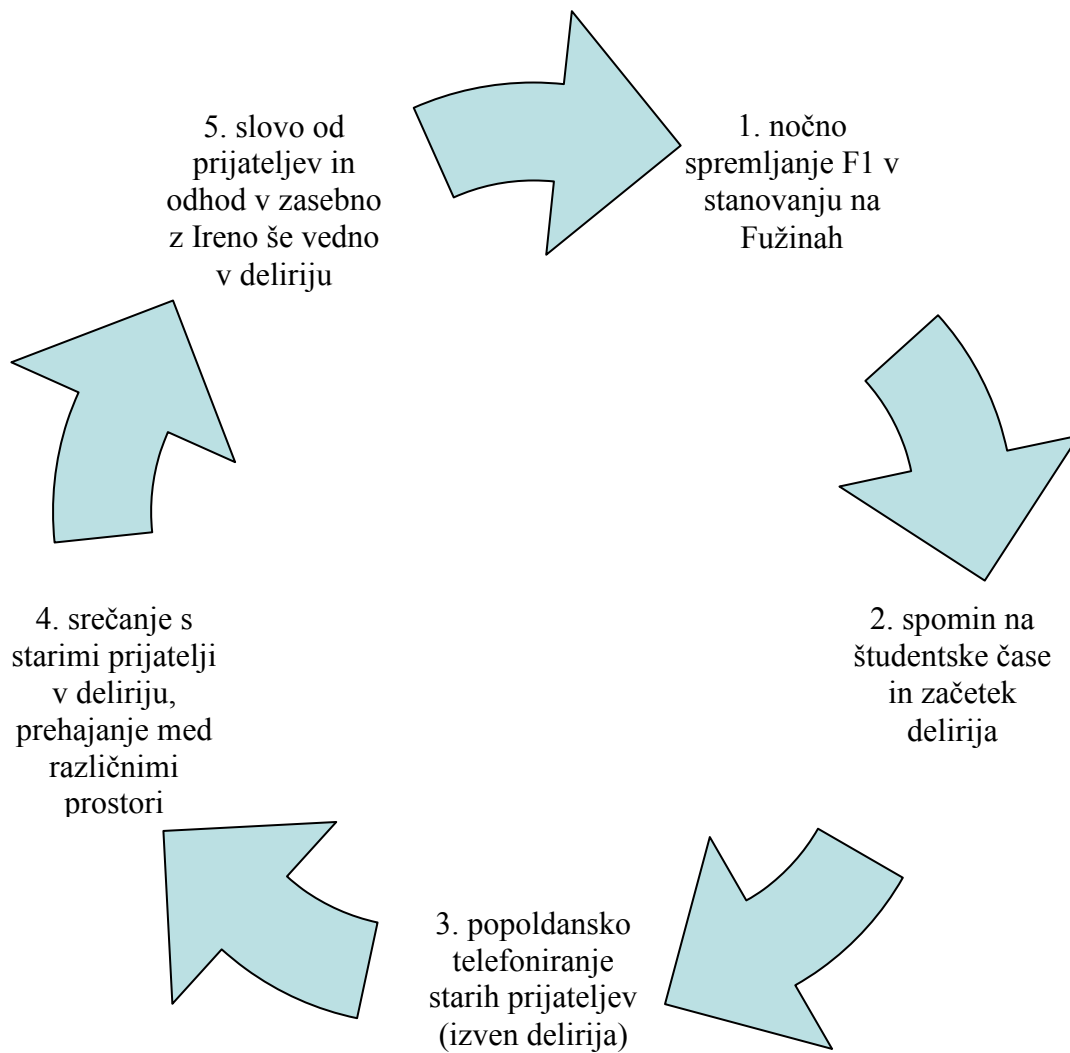 1. nočno
spremljanje F1 v
stanovanju na
Fužinah
2. spomin na
študentske čase
in začetek
delirija
3. popoldansko
telefoniranje
starih prijateljev
(izven delirija)
4. srečanje s
starimi prijatelji
v deliriju,
prehajanje med
različnimi
prostori
5. slovo od
prijateljev in
odhod v zasebno
z Ireno še vedno
v deliriju